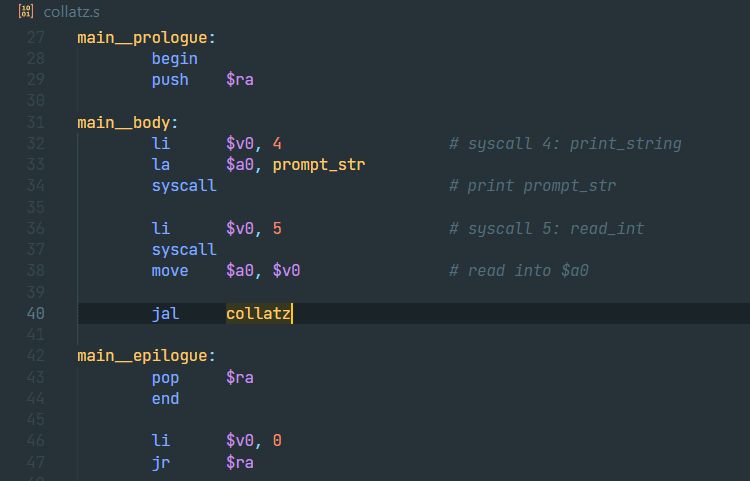 10
01 collatz.s
27 main__prologue:
28 begin
29 push $ra
30
31 main__body:
32 li $v0, 4 # syscall 4: print_string
33 la $a0, prompt_str
34 syscall # print prompt_str
35
36 li $v0, 5 # syscall 5: read_int
37 syscall
38 move $a0, $v0 # read into $a0
39
40 jal collatz
41
42 main__epilogue:
43 pop $ra
44 end
45
46 li $v0, 0
47 jr $ra